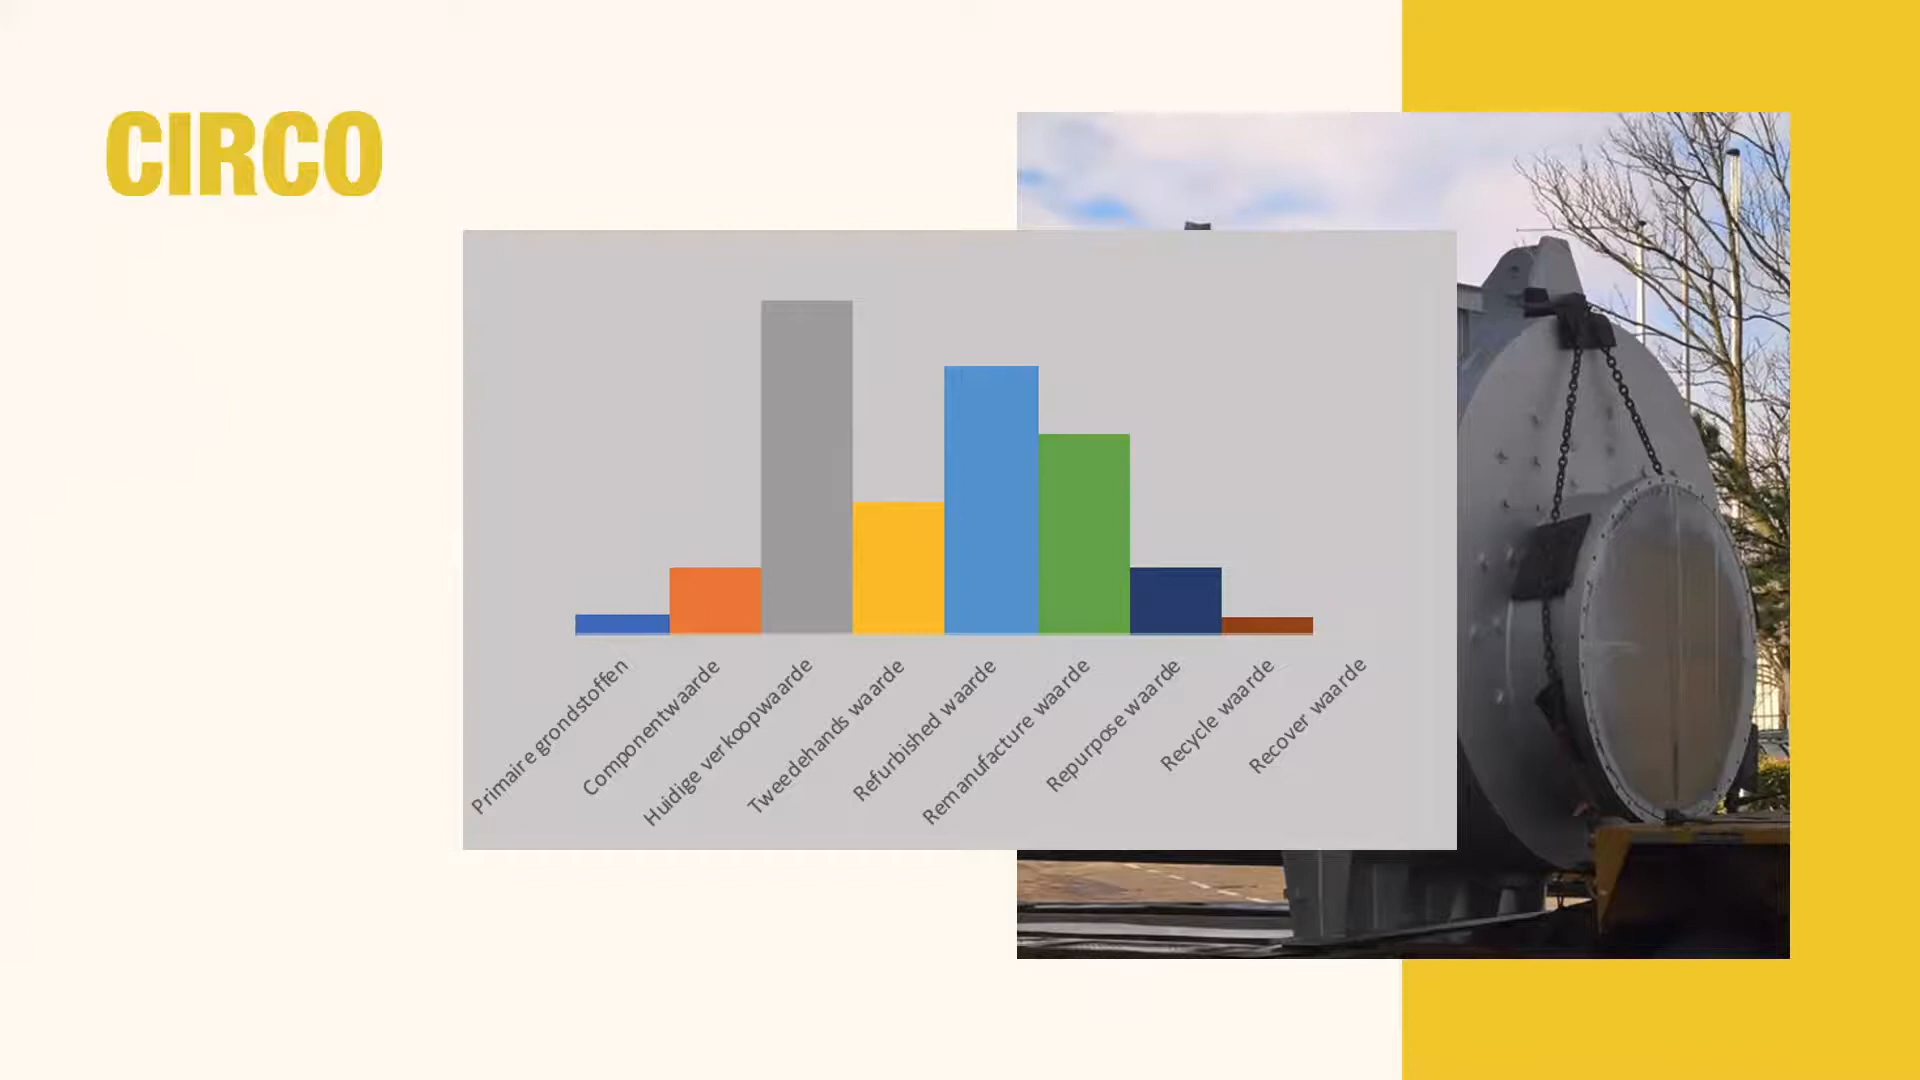 CIRCO
Primaire grondstoffen
Componentwaarde
Huidige verkoopwaarde
Tweedehands waarde
Refurbished waarde
Remanufacture waarde
Repurpose waarde
Recycle waarde
Recover waarde